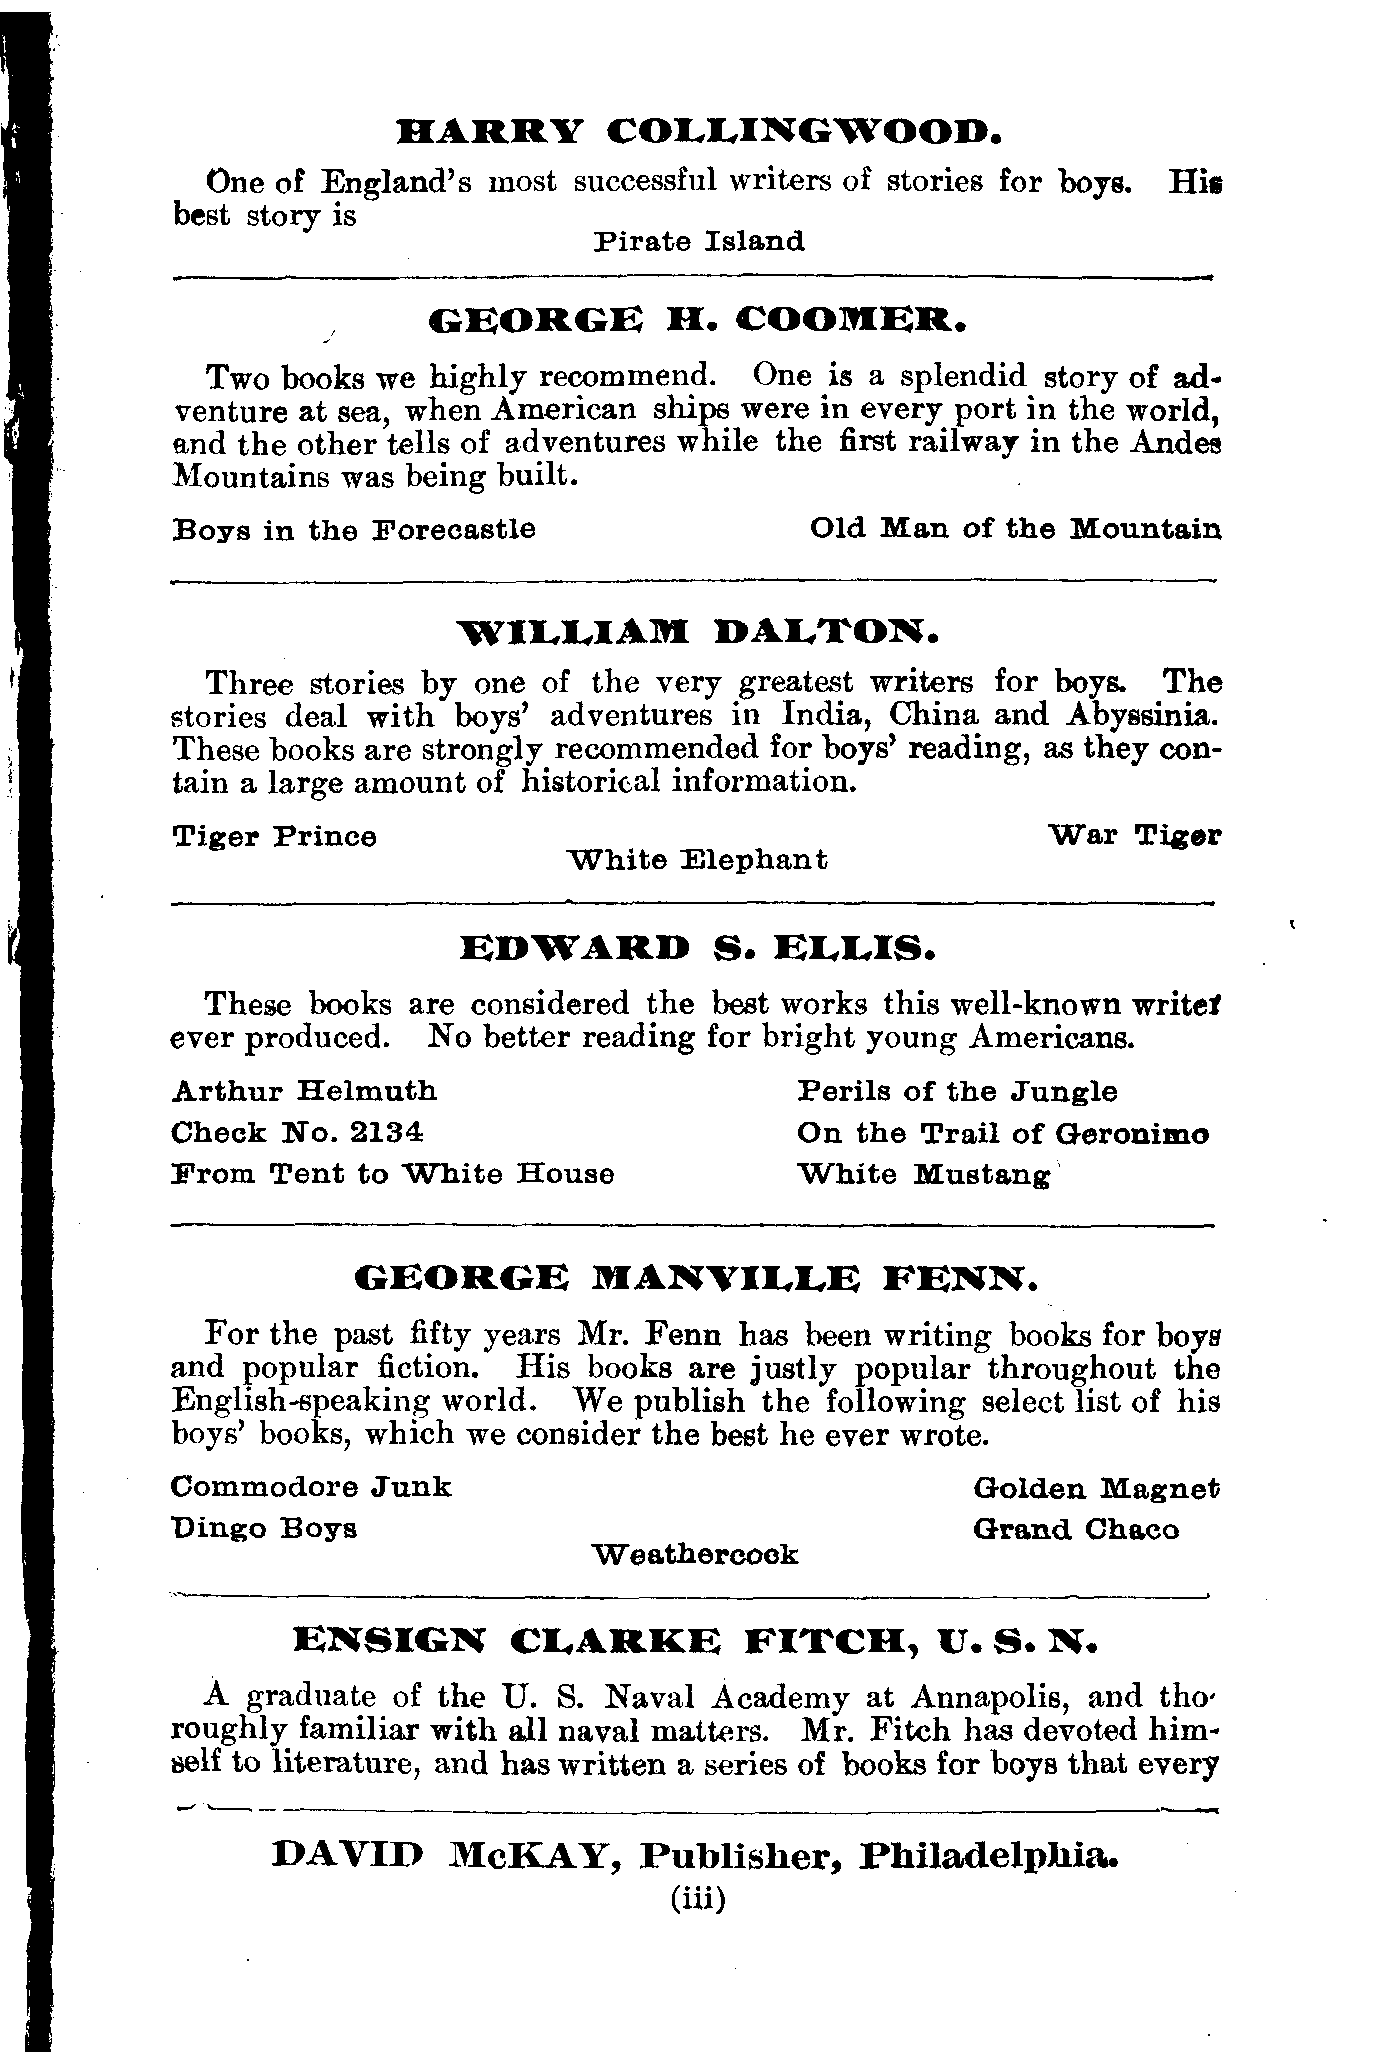 HARRY COLLINGWOOD.
One of England's most successful writers of stories for boys. His
best story is
Pirate Island
GEORGE H. COOMER.
Two books we highly recommend. One is a splendid story of ad-
venture at sea, when American ships were in every port in the world,
and the other tells of adventures while the first railway in the Andes
Mountains was being built.
Boys in the Forecastle Old Man of the Mountain
WILLIAM DALTON.
Three stories by one of the very greatest writers for boys. The
stories deal with boys' adventures in India, China and Abyssinia.
These books are strongly recommended for boys' reading, as they con-
tain a large amount of historical information.
Tiger Prince War Tiger
White Elephant
EDWARD S. ELLIS.
These books are considered the best works this well-known writer
ever produced. No better reading for bright young Americans.
Arthur Helmuth Perils of the Jungle
Check No. 2134 On the Trail of Geronimo
From Tent to White House White Mustang
GEORGE MANVILLE FENN.
For the past fifty years Mr. Fenn has been writing books for boys
and popular fiction. His books are justly popular throughout the
English-speaking world. We publish the following select list of his
boys' books, which we consider the best he ever wrote.
Commodore Junk Golden Magnet
Dingo Boys Grand Chaco
Weathercock
ENSIGN CLARKE FITCH, U. S. N.
A graduate of the U. S. Naval Academy at Annapolis, and tho-
roughly familiar with all naval matters. Mr. Fitch has devoted him-
self to literature, and has written a series of books for boys that every
DAVID McKAY, Publisher, Philadelphia.
(iii)